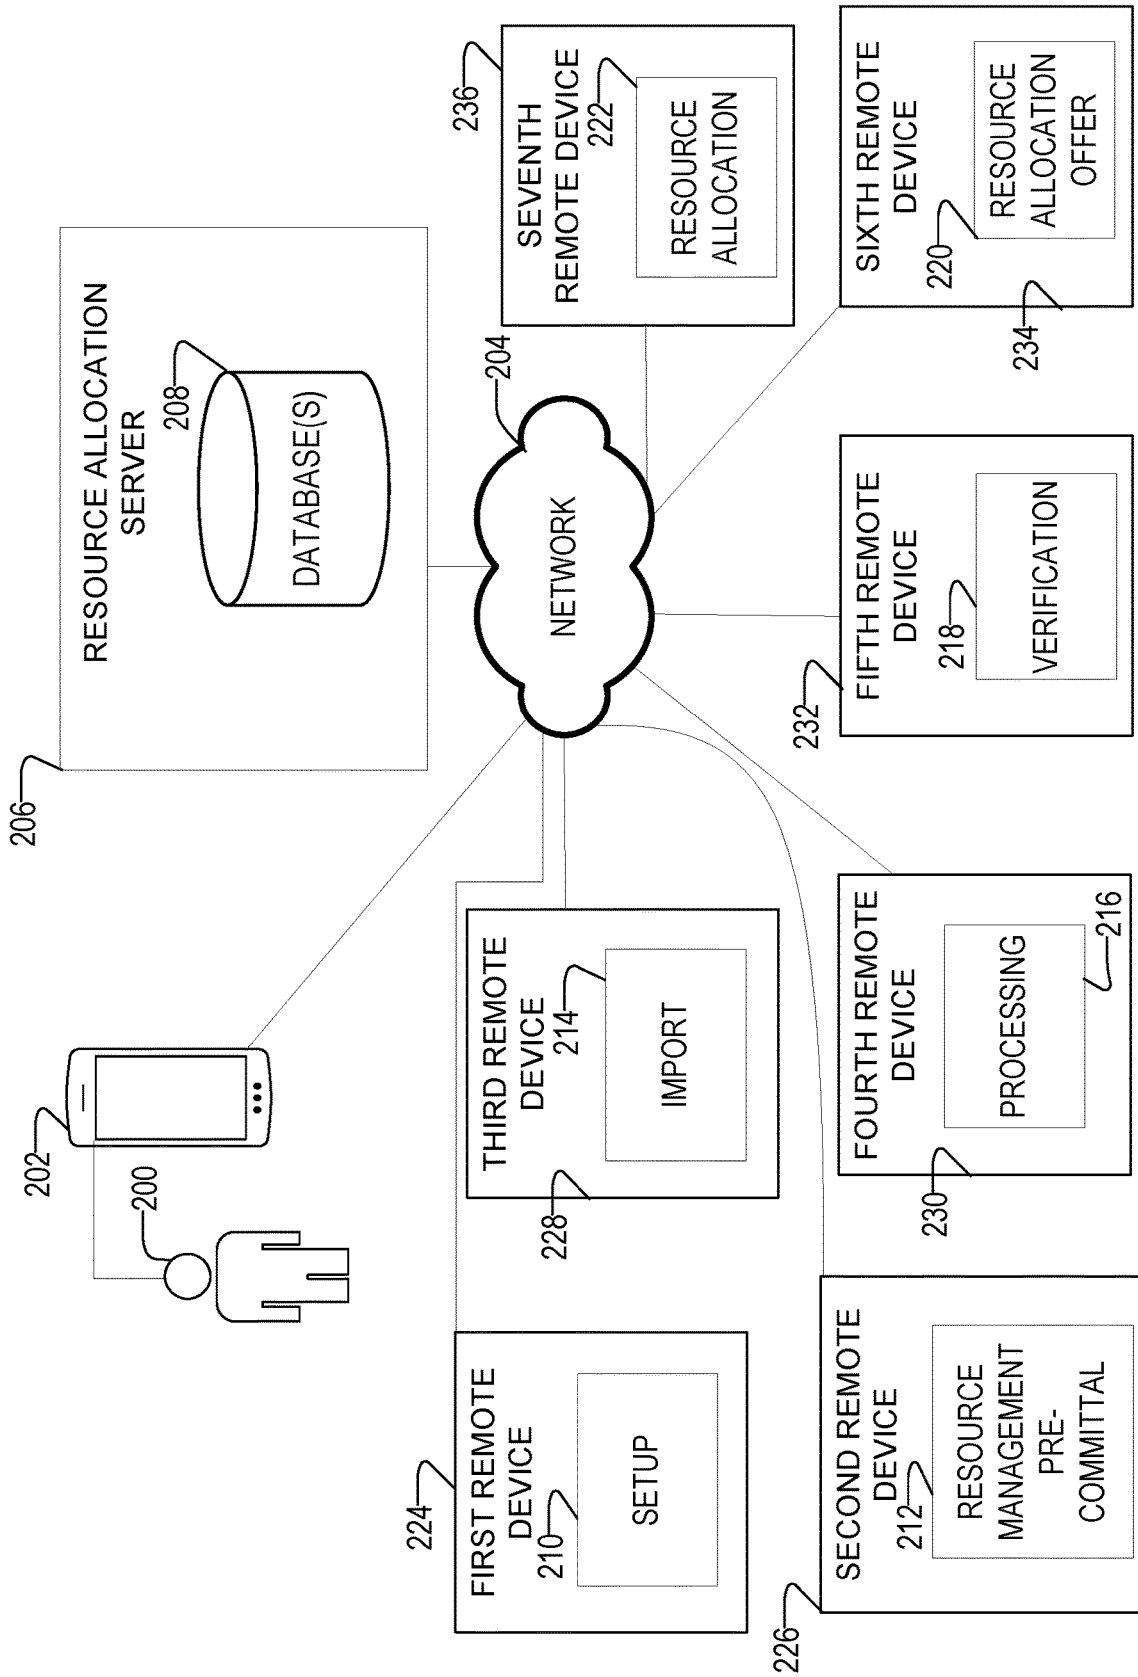 200
202
206
RESOURCE ALLOCATION
SERVER
208
DATABASE(S)
204
NETWORK
224
FIRST REMOTE
DEVICE
210
SETUP
228
THIRD REMOTE
DEVICE
214
IMPORT
236
SEVENTH
REMOTE DEVICE
222
RESOURCE
ALLOCATION
226
SECOND REMOTE
DEVICE
212
RESOURCE
MANAGEMENT
PRE-
COMMITTAL
230
FOURTH REMOTE
DEVICE
PROCESSING
216
232
FIFTH REMOTE
DEVICE
218
VERIFICATION
234
SIXTH REMOTE
DEVICE
220
RESOURCE
ALLOCATION
OFFER